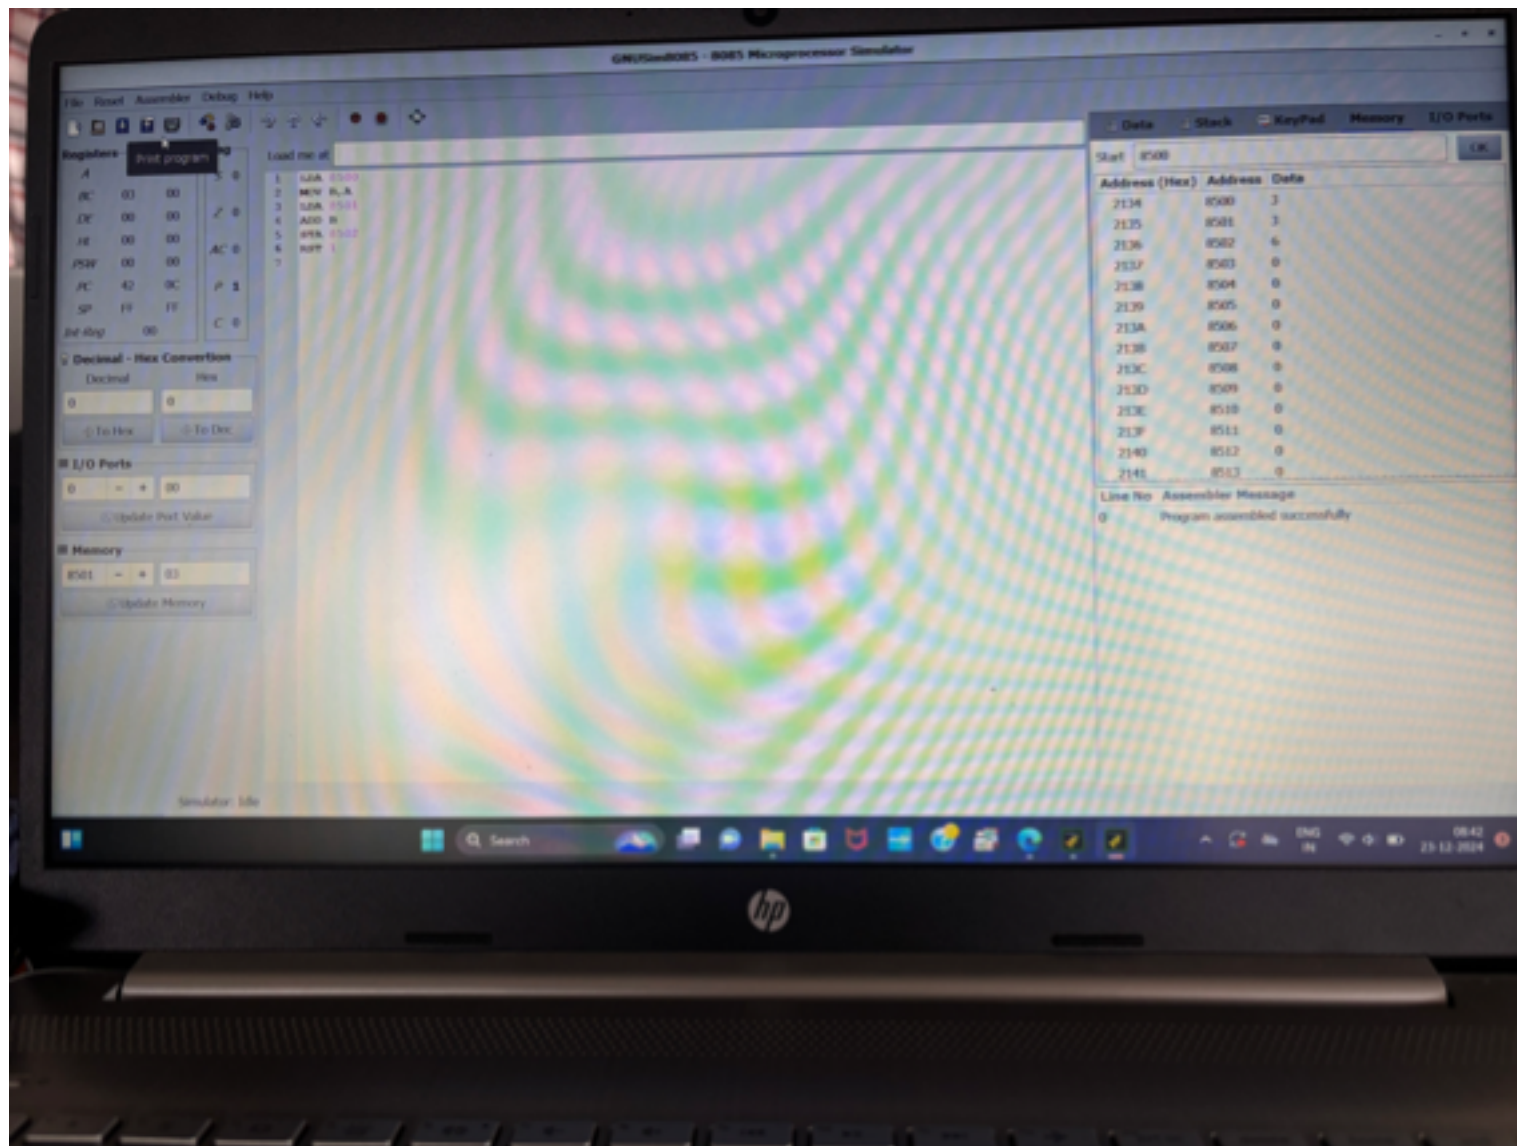 GNUSim8085 - 8085 Microprocessor Simulator
File Reset Assembler Debug Help
Print program
Registers
Load me at
A
BC 03 00
DE 00 00
HL 00 00
PSW 00 00
PC 42 0C
SP FF FF
Int-Reg 00
S 0
Z 0
AC 0
P 1
C 0
Decimal - Hex Convertion
Decimal Hex
0 0
To Hex To Dec
I/O Ports
0 - + 00
Update Port Value
Memory
8501 - + 03
Update Memory
1 LDA 8500
2 MOV B,A
3 LDA 8501
4 ADD B
5 STA 8502
6 RST 1
7
Data Stack KeyPad Memory I/O Ports
Start 8500 OK
Address (Hex) Address Data
2134 8500 3
2135 8501 3
2136 8502 6
2137 8503 0
2138 8504 0
2139 8505 0
213A 8506 0
213B 8507 0
213C 8508 0
213D 8509 0
213E 8510 0
213F 8511 0
2140 8512 0
2141 8513 0
Line No Assembler Message
0 Program assembled successfully
Simulator: Idle
Search
ENG
IN
08:42
23-12-2024
hp